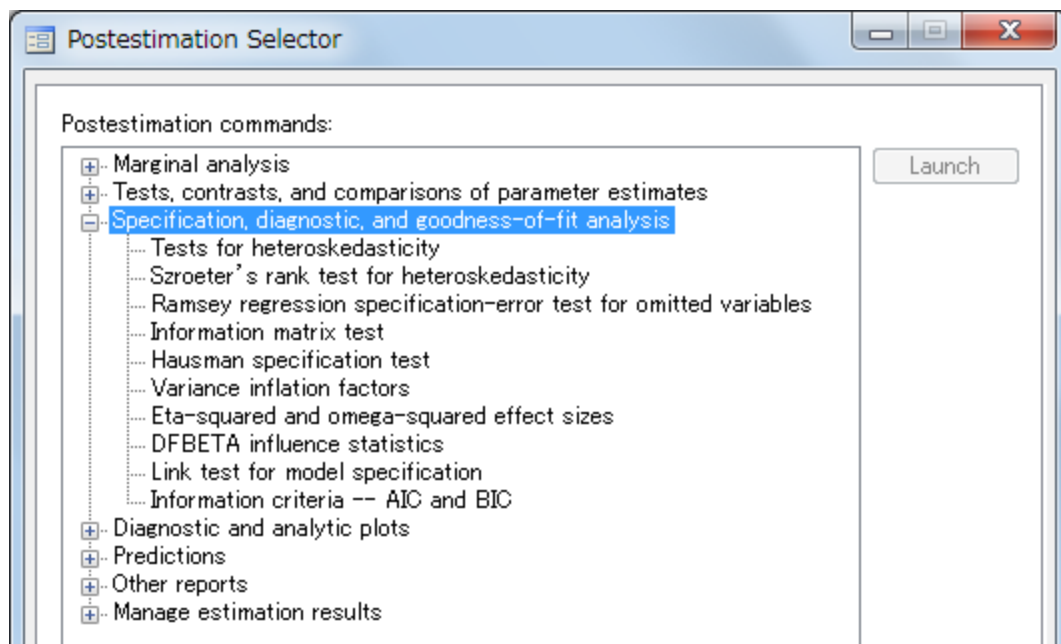 Postestimation Selector
Postestimation commands:
Marginal analysis
Launch
Tests, contrasts, and comparisons of parameter estimates
Specification, diagnostic, and goodness-of-fit analysis
Tests for heteroskedasticity
Szroeter's rank test for heteroskedasticity
Ramsey regression specification-error test for omitted variables
Information matrix test
Hausman specification test
Variance inflation factors
Eta-squared and omega-squared effect sizes
DFBETA influence statistics
Link test for model specification
Information criteria -- AIC and BIC
Diagnostic and analytic plots
Predictions
Other reports
Manage estimation results